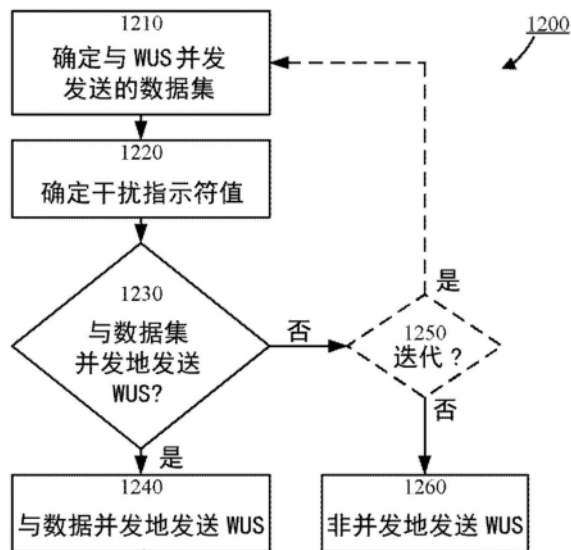 1210
1200
确定与 WUS 并发
发送的数据集
1220
确定干扰指示符值
1230
与数据集
并发地发送
WUS?
否
是
1250
迭代 ?
否
是
1240
与数据并发地发送 WUS
1260
非并发地发送 WUS